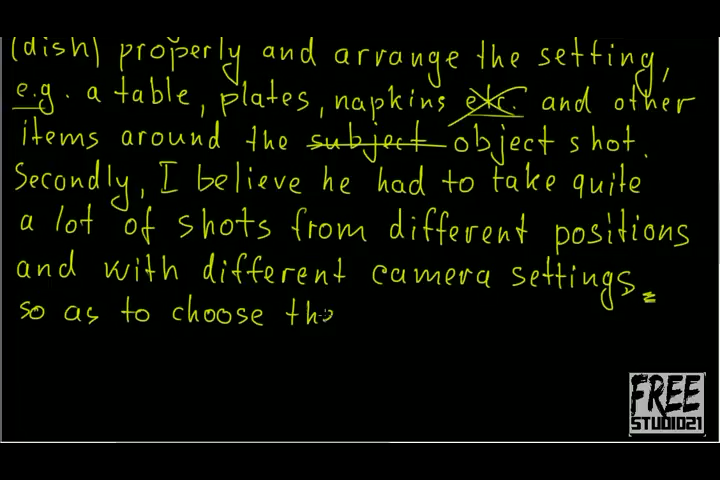 (dish) properly and arrange the setting,
e.g. a table, plates, napkins etc. and other
items around the subject object shot.
Secondly, I believe he had to take quite
a lot of shots from different positions
and with different camera settings
so as to choose the
FREE
STUDIO21